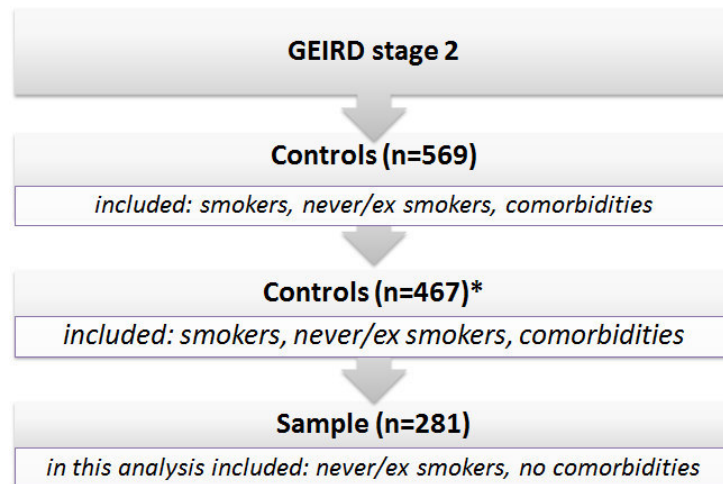 GEIRD stage 2
Controls (n=569)
included: smokers, never/ex smokers, comorbidities
Controls (n=467)*
included: smokers, never/ex smokers, comorbidities
Sample (n=281)
in this analysis included: never/ex smokers, no comorbidities